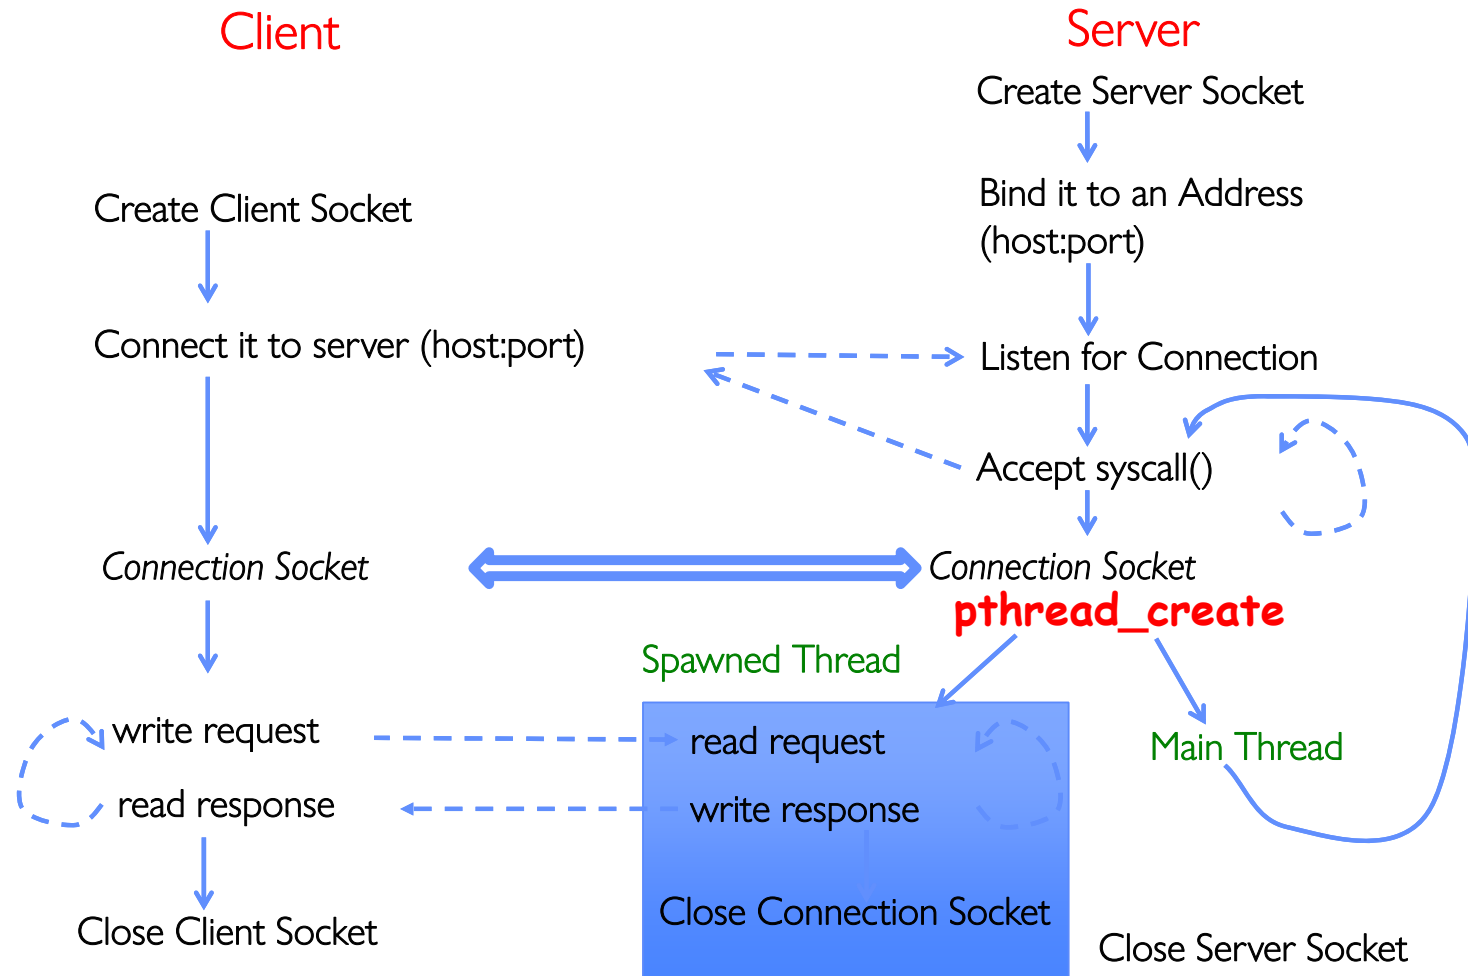 Client
Server
Create Server Socket
Create Client Socket
Bind it to an Address
(host:port)
Connect it to server (host:port)
Listen for Connection
Accept syscall()
Connection Socket
Connection Socket
pthread_create
Spawned Thread
write request
read request
Main Thread
read response
write response
Close Connection Socket
Close Client Socket
Close Server Socket